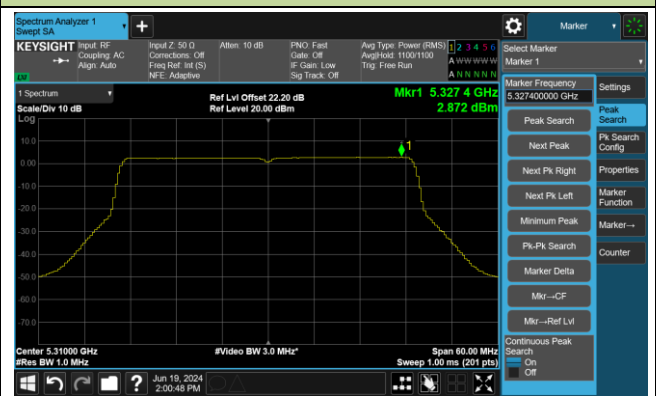 Spectrum Analyzer 1
Swept SA
Marker
KEYSIGHT
Input: RF
Coupling: AC
Align: Auto
Input Z: 50 Ω
Corrections: Off
Freq Ref: Int (S)
NFE: Adaptive
Atten: 10 dB
PNO: Fast
Gate: Off
IF Gain: Low
Sig Track: Off
Avg Type: Power (RMS)
Avg|Hold: 1100/1100
Trig: Free Run
1 2 3 4 5 6
A W W W W W
A N N N N N
Select Marker
Marker 1
1 Spectrum
Scale/Div 10 dB
Log
Ref Lvl Offset 22.20 dB
Ref Level 20.00 dBm
Mkr1 5.327 4 GHz
2.872 dBm
10.0
0.00
-10.0
-20.0
-30.0
-40.0
-50.0
-60.0
-70.0
1
Center 5.31000 GHz
#Res BW 1.0 MHz
#Video BW 3.0 MHz*
Span 60.00 MHz
Sweep 1.00 ms (201 pts)
Marker Frequency
5.327400000 GHz
Peak Search
Next Peak
Next Pk Right
Next Pk Left
Minimum Peak
Pk-Pk Search
Marker Delta
Mkr→CF
Mkr→Ref Lvl
Continuous Peak
Search
On
Off
Settings
Peak
Search
Pk Search
Config
Properties
Marker
Function
Marker→
Counter
Jun 19, 2024
2:00:48 PM